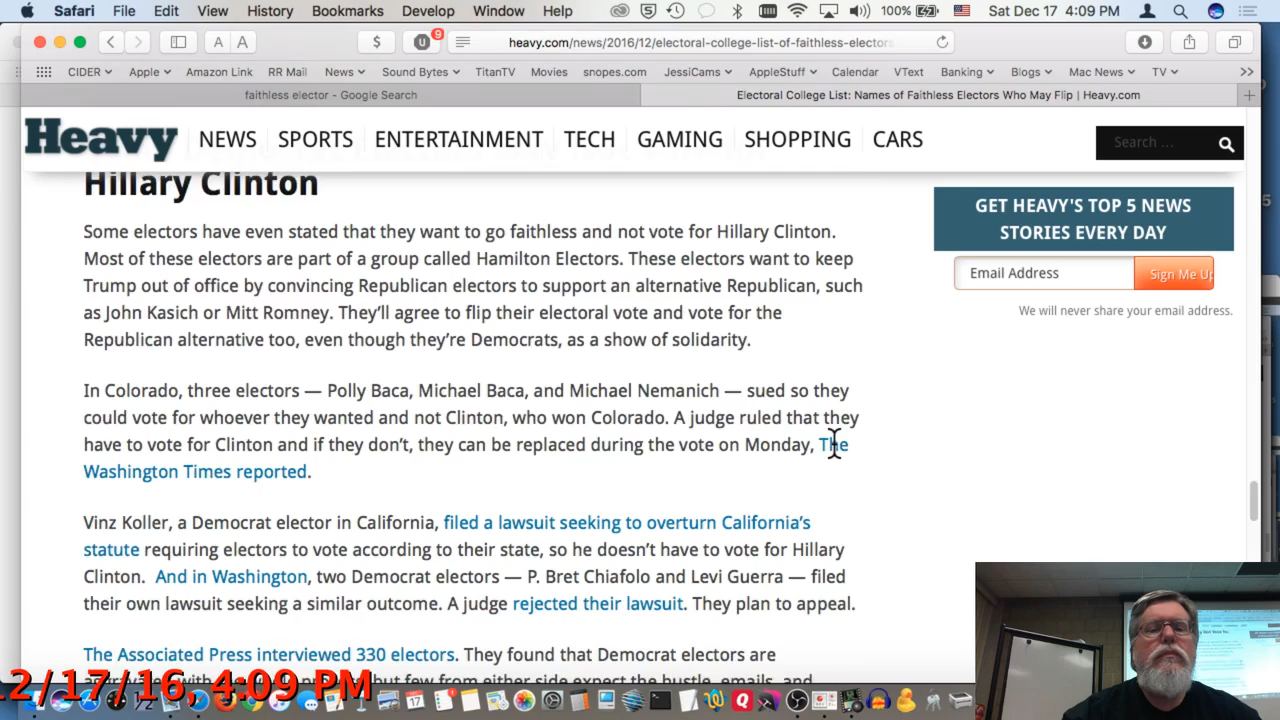 Safari File Edit View History Bookmarks Develop Window Help 100% Sat Dec 17 4:09 PM
A A $ 9 heavy.com/news/2016/12/electoral-college-list-of-faithless-electors
CIDER Apple Amazon Link RR Mail News Sound Bytes TitanTV Movies snopes.com JessiCams AppleStuff Calendar VText Banking Blogs Mac News TV
faithless elector - Google Search Electoral College List: Names of Faithless Electors Who May Flip | Heavy.com
Heavy NEWS SPORTS ENTERTAINMENT TECH GAMING SHOPPING CARS Search ...
Hillary Clinton
Some electors have even stated that they want to go faithless and not vote for Hillary Clinton.
Most of these electors are part of a group called Hamilton Electors. These electors want to keep
Trump out of office by convincing Republican electors to support an alternative Republican, such
as John Kasich or Mitt Romney. They’ll agree to flip their electoral vote and vote for the
Republican alternative too, even though they’re Democrats, as a show of solidarity.
In Colorado, three electors — Polly Baca, Michael Baca, and Michael Nemanich — sued so they
could vote for whoever they wanted and not Clinton, who won Colorado. A judge ruled that they
have to vote for Clinton and if they don’t, they can be replaced during the vote on Monday, The
Washington Times reported.
Vinz Koller, a Democrat elector in California, filed a lawsuit seeking to overturn California’s
statute requiring electors to vote according to their state, so he doesn’t have to vote for Hillary
Clinton. And in Washington, two Democrat electors — P. Bret Chiafolo and Levi Guerra — filed
their own lawsuit seeking a similar outcome. A judge rejected their lawsuit. They plan to appeal.
The Associated Press interviewed 330 electors. They found that Democrat electors are
GET HEAVY'S TOP 5 NEWS
STORIES EVERY DAY
Email Address Sign Me Up
We will never share your email address.
12/17/16, 4:09 PM